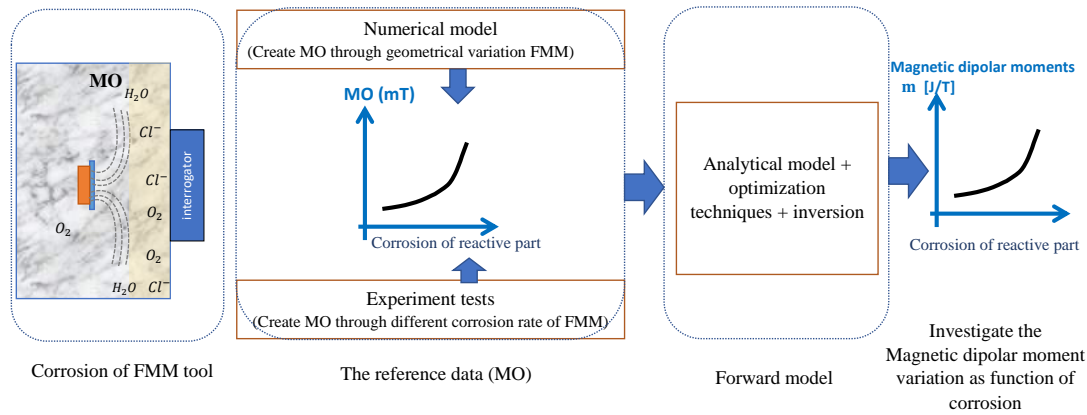 MO
H₂O
Cl⁻
Cl⁻
O₂
O₂
O₂
H₂O Cl⁻
interrogator
Corrosion of FMM tool
Numerical model
(Create MO through geometrical variation FMM)
MO (mT)
Corrosion of reactive part
Experiment tests
(Create MO through different corrosion rate of FMM)
The reference data (MO)
Analytical model +
optimization
techniques + inversion
Forward model
Magnetic dipolar moments
m [J/T]
Corrosion of reactive part
Investigate the
Magnetic dipolar moment
variation as function of
corrosion